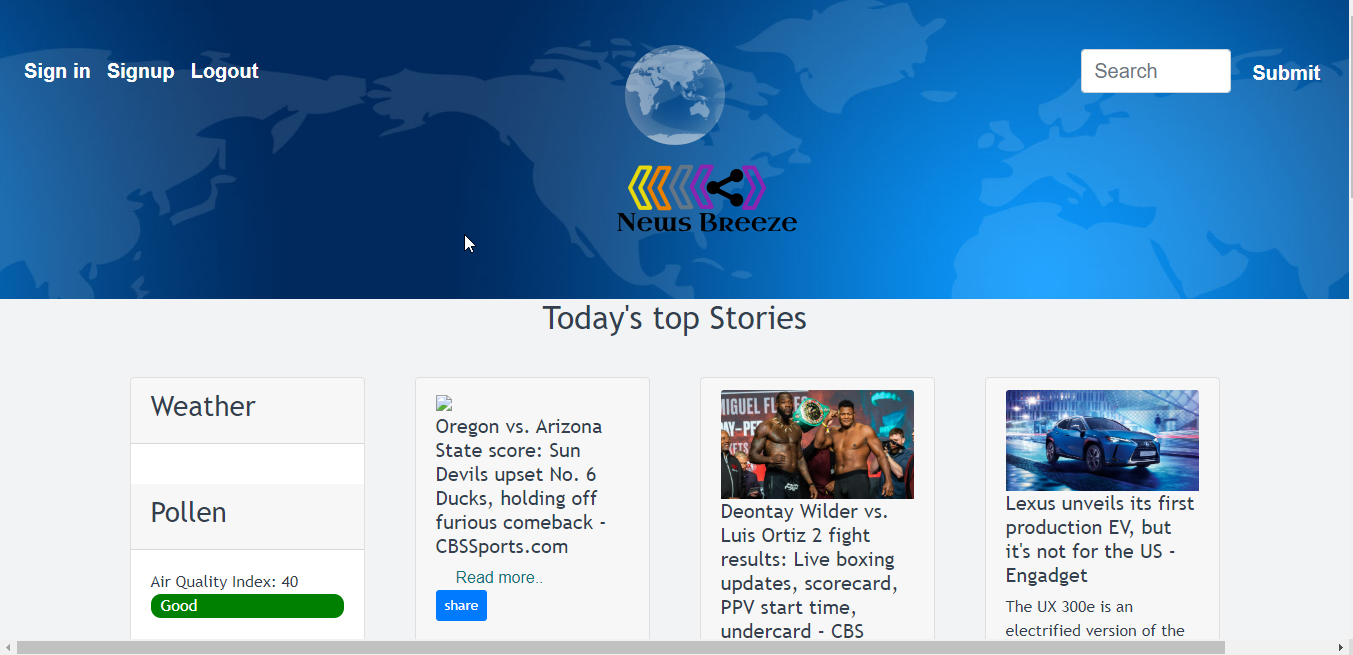 Sign in Signup Logout
Search
Submit
News Breeze
Today's top Stories
Weather
Pollen
Air Quality Index: 40
Good
Oregon vs. Arizona
State score: Sun
Devils upset No. 6
Ducks, holding off
furious comeback -
CBSSports.com
Read more..
share
MIGUEL FL
Deontay Wilder vs.
Luis Ortiz 2 fight
results: Live boxing
updates, scorecard,
PPV start time,
undercard - CBS
Lexus unveils its first
production EV, but
it's not for the US -
Engadget
The UX 300e is an
electrified version of the